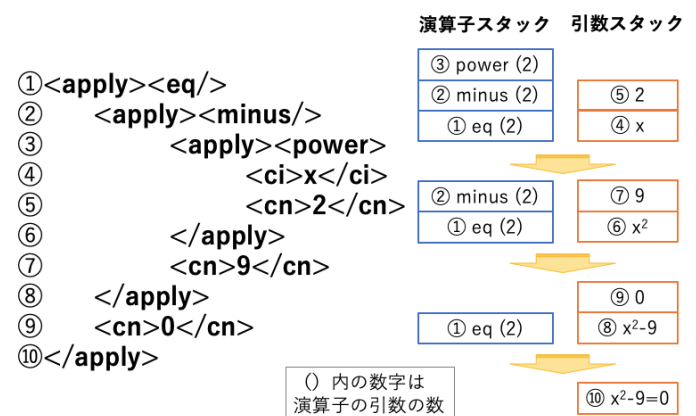 演算子スタック 引数スタック
①<apply><eq/>
② <apply><minus/>
③ <apply><power>
④ <ci>x</ci>
⑤ <cn>2</cn>
⑥ </apply>
⑦ <cn>9</cn>
⑧ </apply>
⑨ <cn>0</cn>
⑩</apply>
③ power (2)
② minus (2)
① eq (2)
⑤ 2
④ x
② minus (2)
① eq (2)
⑦ 9
⑥ x²
① eq (2)
⑨ 0
⑧ x²-9
⑩ x²-9=0
（）内の数字は
演算子の引数の数